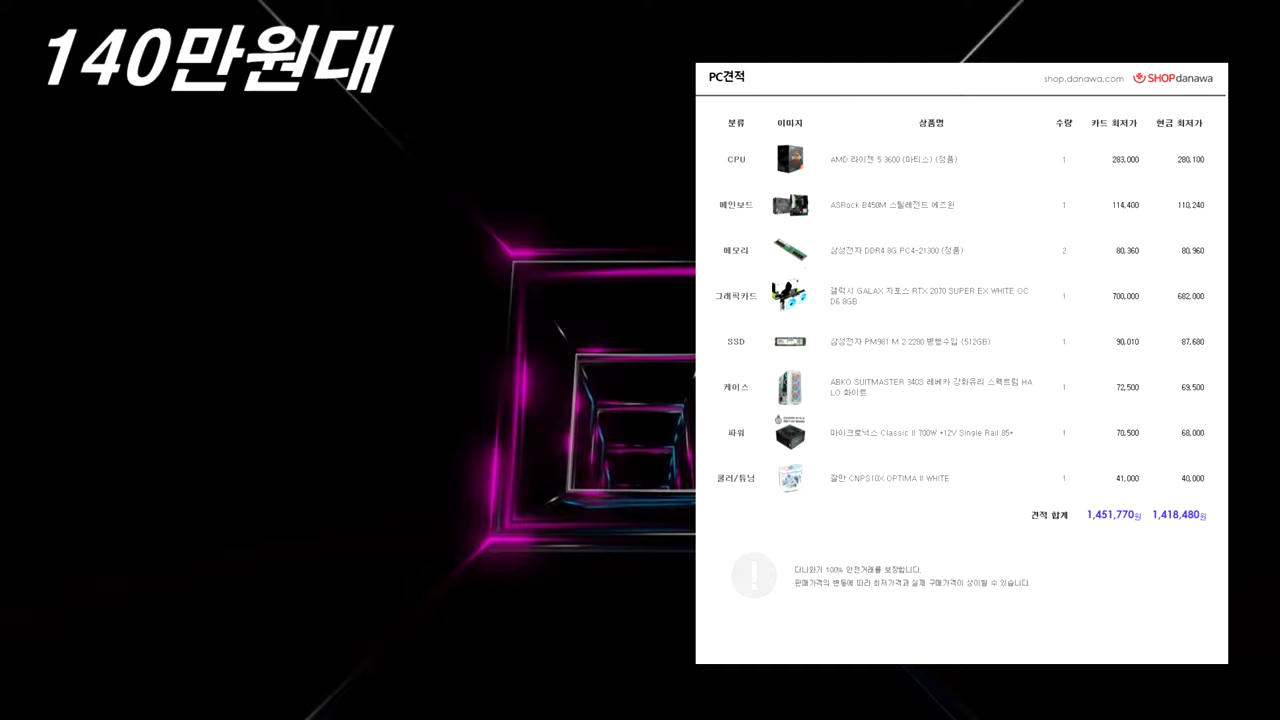 140만원대
PC견적
shop.danawa.com SHOPdanawa
분류 이미지 상품명 수량 카드 최저가 현금 최저가
CPU AMD 라이젠 5 3600 (마티스) (정품) 1 283,000 280,100
메인보드 ASRock B450M 스틸레전드 에즈윈 1 114,400 110,240
메모리 삼성전자 DDR4 8G PC4-21300 (정품) 2 80,360 80,960
그래픽카드 갤럭시 GALAX 지포스 RTX 2070 SUPER EX WHITE OC
D6 8GB 1 700,000 682,000
SSD 삼성전자 PM981 M.2 2280 병행수입 (512GB) 1 90,010 87,680
케이스 ABKO SUITMASTER 340S 레베카 강화유리 스펙트럼 HA
LO 화이트 1 72,500 69,500
파워 마이크로닉스 Classic II 700W +12V Single Rail 85+ 1 70,500 68,000
쿨러/튜닝 잘만 CNPS10X OPTIMA II WHITE 1 41,000 40,000
견적 합계 1,451,770원 1,418,480원
다나와가 100% 안전거래를 보장합니다.
판매가격의 변동에 따라 최저가격과 실제 구매가격이 상이할 수 있습니다.